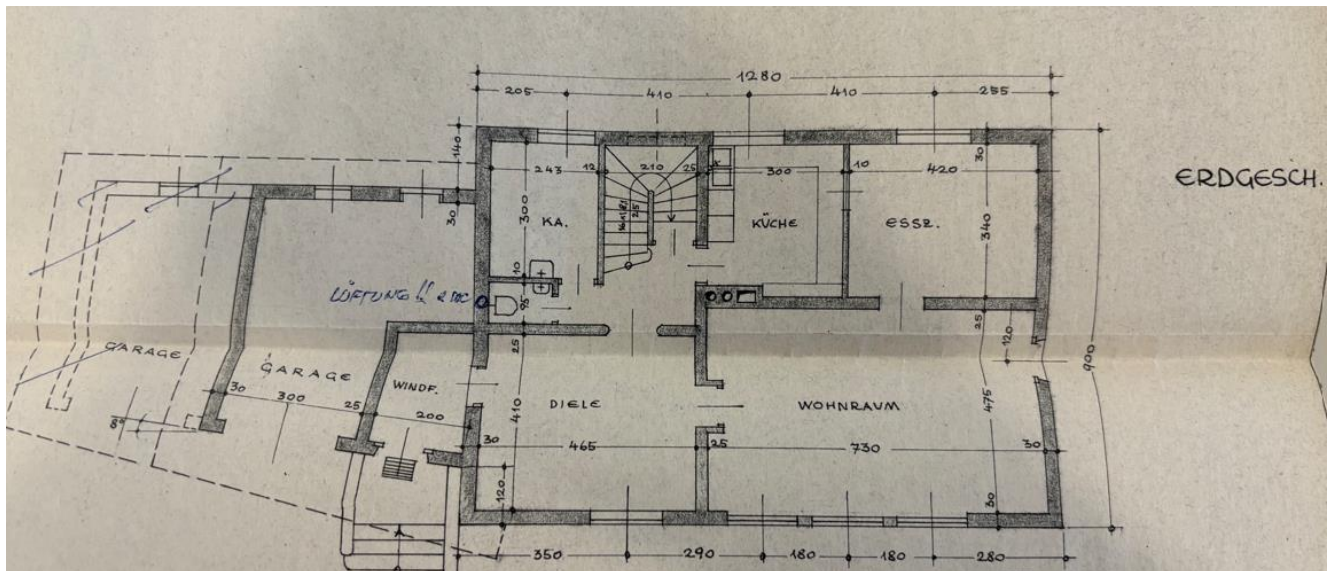 1280
205 410 410 255
140
30
243 12 210 25 300 10 420 30
ERDGESCH.
KA. 300 KÜCHE ESSZ. 340
10
95
LÜFTUNG
25 25 120
GARAGE GARAGE WINDF.
900
30 300 25 200
DIELE 410 WOHNRAUM 475
30 465 25 730 30
120 30
350 290 180 180 280